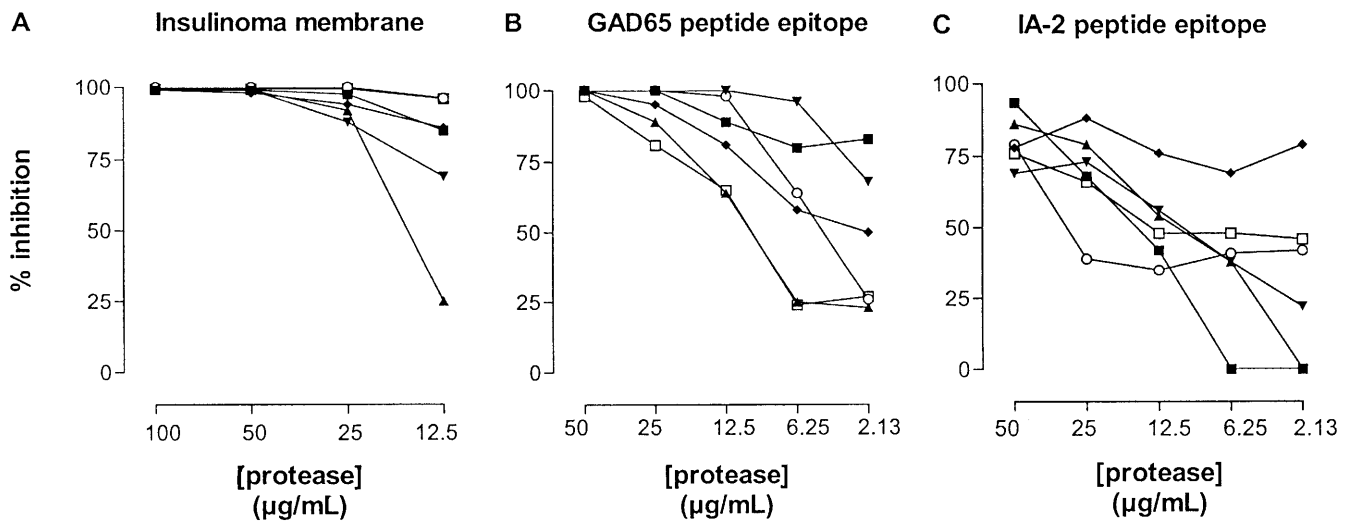 A Insulinoma membrane
B GAD65 peptide epitope
C IA-2 peptide epitope
% inhibition
100
75
50
25
0
100 50 25 12.5
[protease]
(µg/mL)
100
75
50
25
0
50 25 12.5 6.25 2.13
[protease]
(µg/mL)
100
75
50
25
0
50 25 12.5 6.25 2.13
[protease]
(µg/mL)